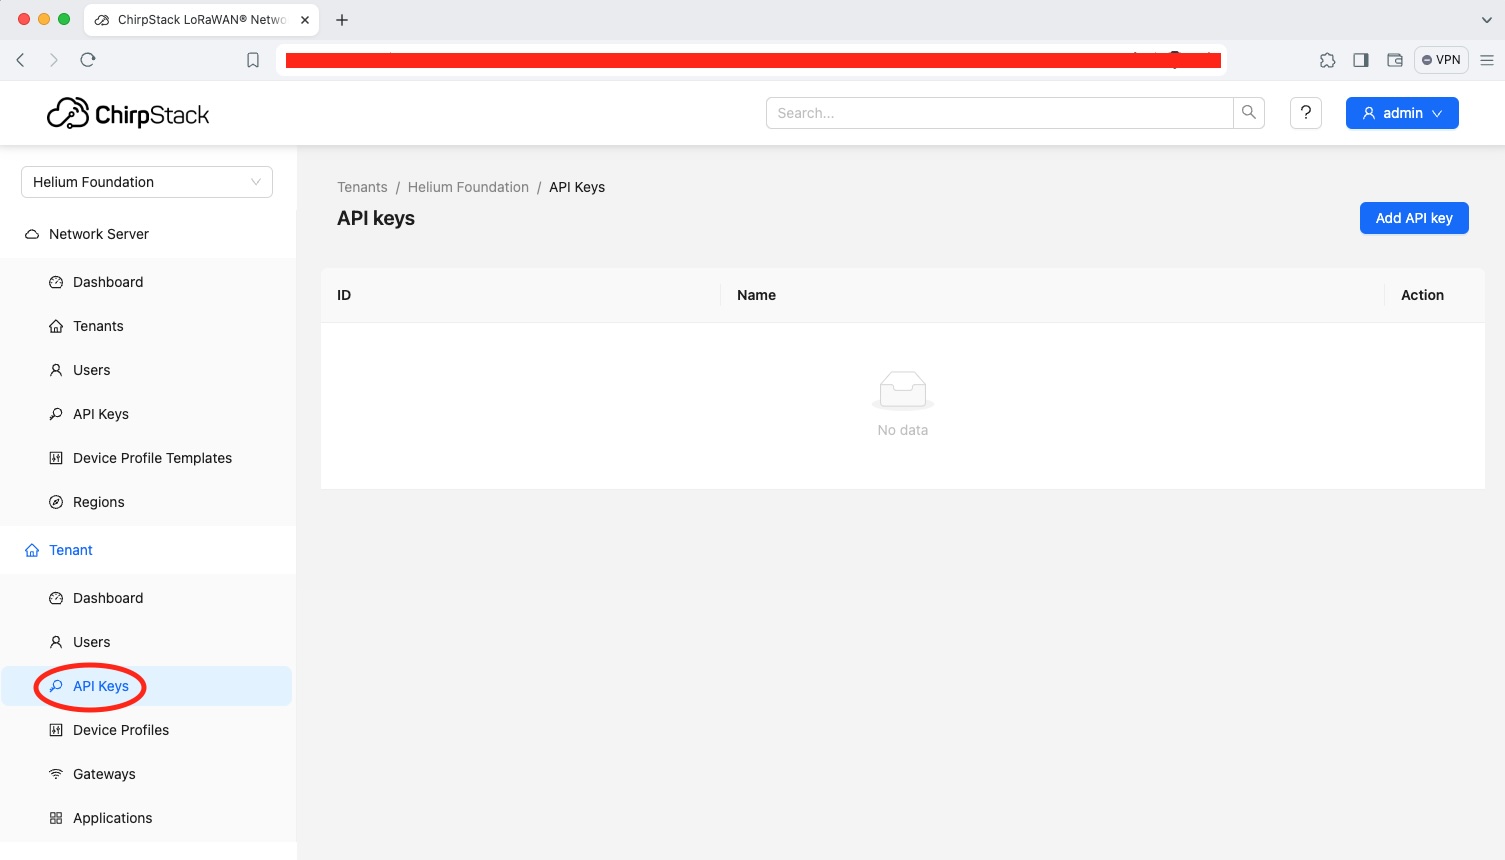 ChirpStack LoRaWAN® Netwo
VPN
ChirpStack
Search...
?
admin
Helium Foundation
Network Server
Dashboard
Tenants
Users
API Keys
Device Profile Templates
Regions
Tenant
Dashboard
Users
API Keys
Device Profiles
Gateways
Applications
Tenants / Helium Foundation / API Keys
API keys
Add API key
ID Name Action
No data